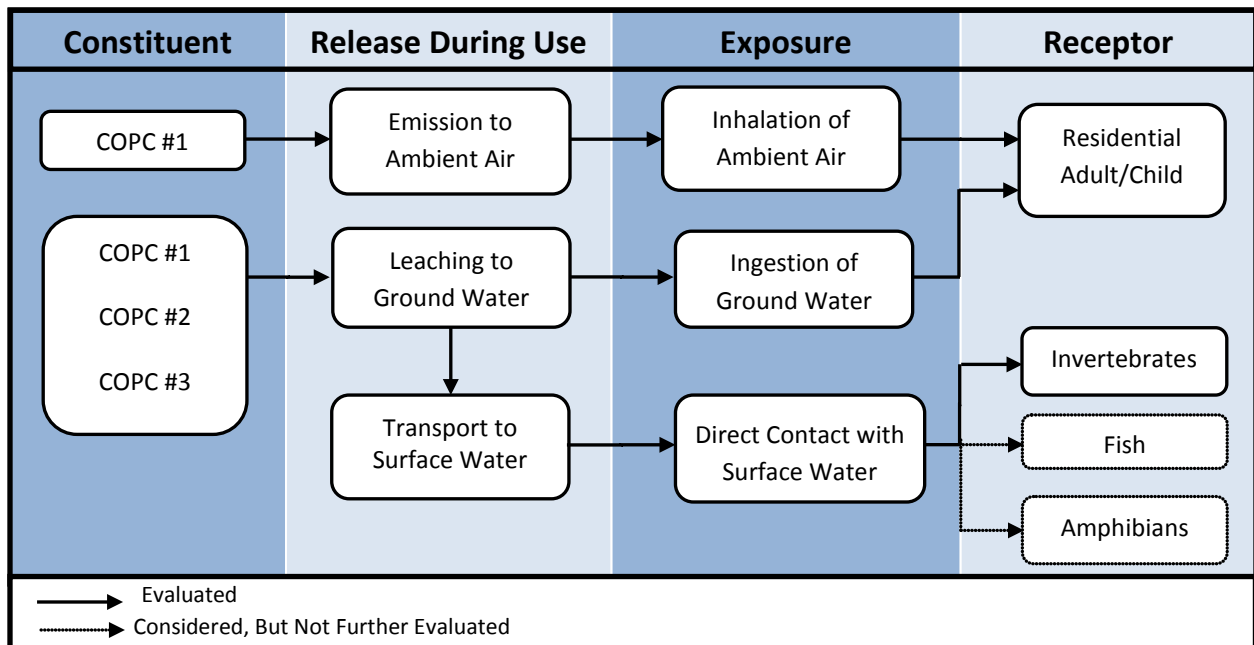 Constituent
Release During Use
Exposure
Receptor
COPC #1
Emission to
Ambient Air
Inhalation of
Ambient Air
Residential
Adult/Child
COPC #1
COPC #2
COPC #3
Leaching to
Ground Water
Ingestion of
Ground Water
Transport to
Surface Water
Direct Contact with
Surface Water
Invertebrates
Fish
Amphibians
Evaluated
Considered, But Not Further Evaluated